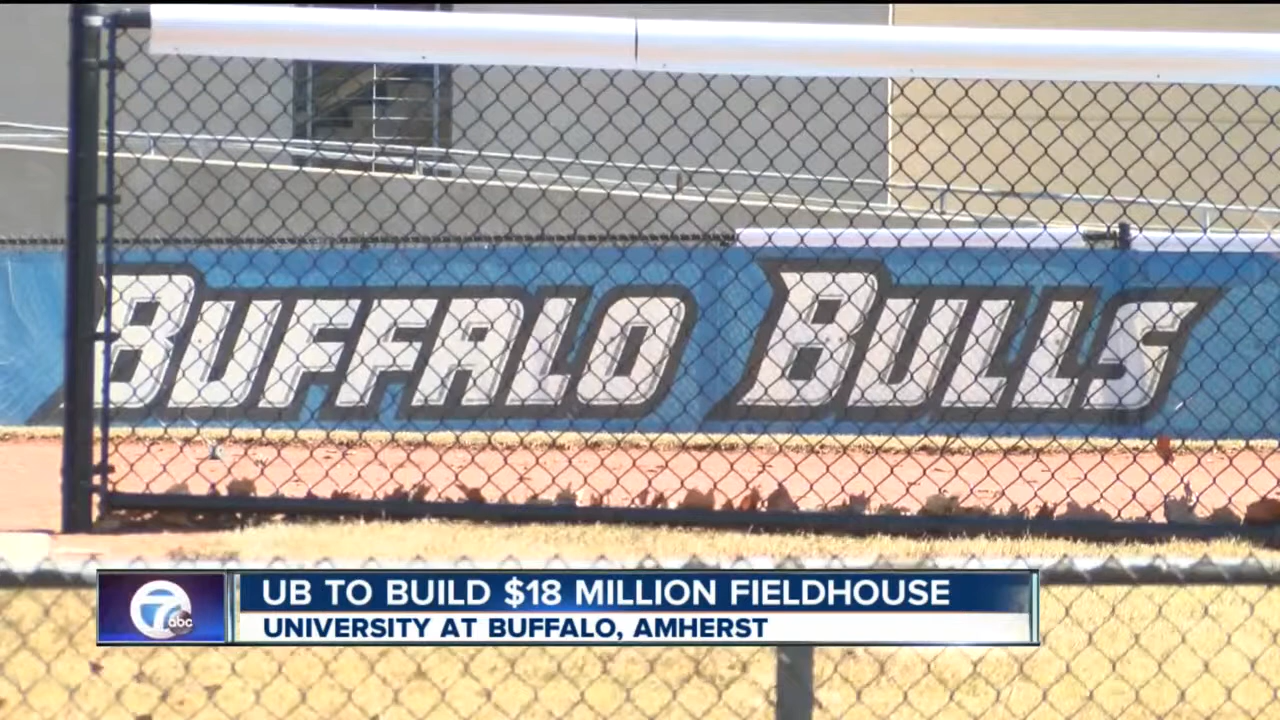 BUFFALO BULLS
7 abc
UB TO BUILD $18 MILLION FIELDHOUSE
UNIVERSITY AT BUFFALO, AMHERST